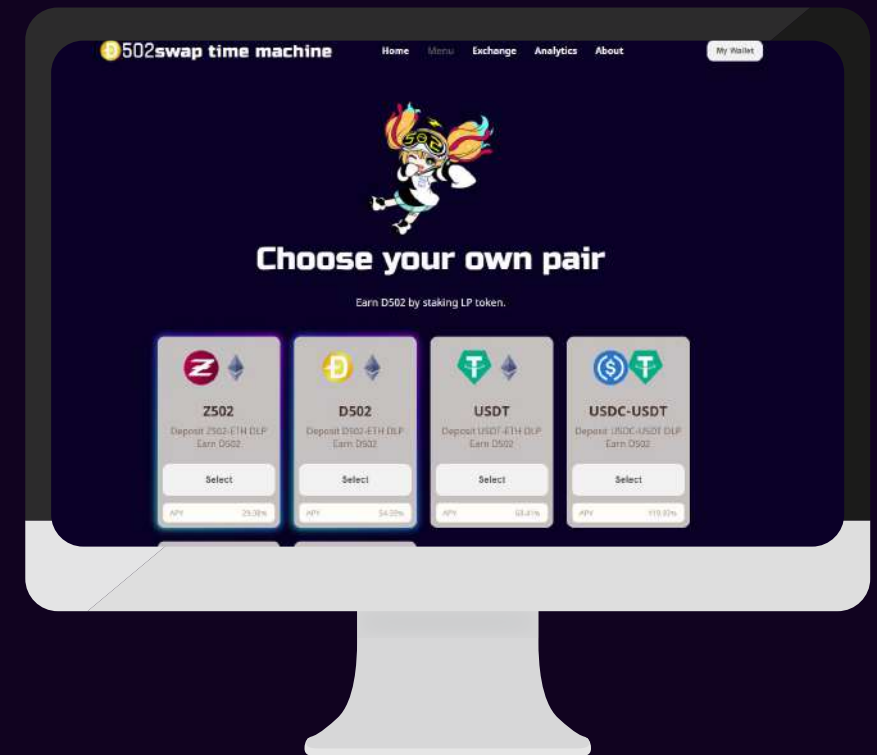 502swap time machine
Home Menu Exchange Analytics About
My Wallet
502
Choose your own pair
Earn D502 by staking LP token.
Z502
Deposit Z502-ETH DLP
Earn D502
Select
APY
D502
Deposit D502-ETH DLP
Earn D502
Select
APY 54.09%
USDT
Deposit USDT-ETH DLP
Earn D502
Select
APY
USDC-USDT
Deposit USDC-USDT DLP
Earn D502
Select
APY